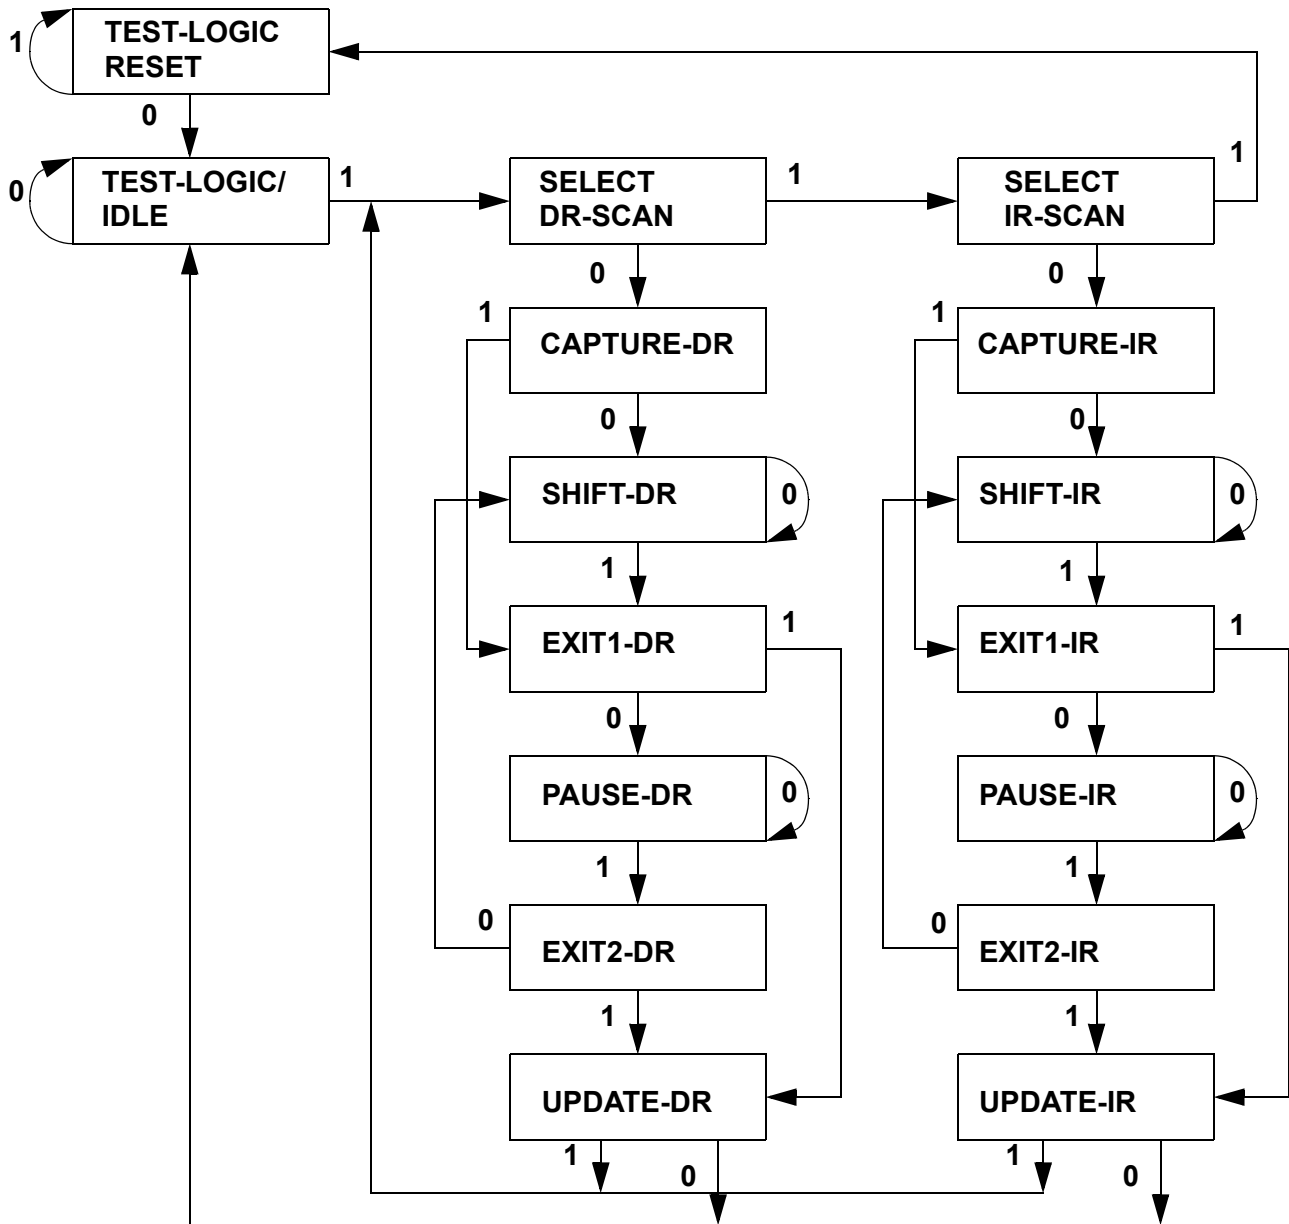 TEST-LOGIC
RESET
1
0
TEST-LOGIC/
IDLE
0
1
SELECT
DR-SCAN
1
SELECT
IR-SCAN
1
0
0
1
CAPTURE-DR
1
CAPTURE-IR
0
0
SHIFT-DR
0
SHIFT-IR
0
1
1
EXIT1-DR
1
EXIT1-IR
1
0
0
PAUSE-DR
0
PAUSE-IR
0
1
1
0
EXIT2-DR
0
EXIT2-IR
1
1
UPDATE-DR
UPDATE-IR
1
0
1
0